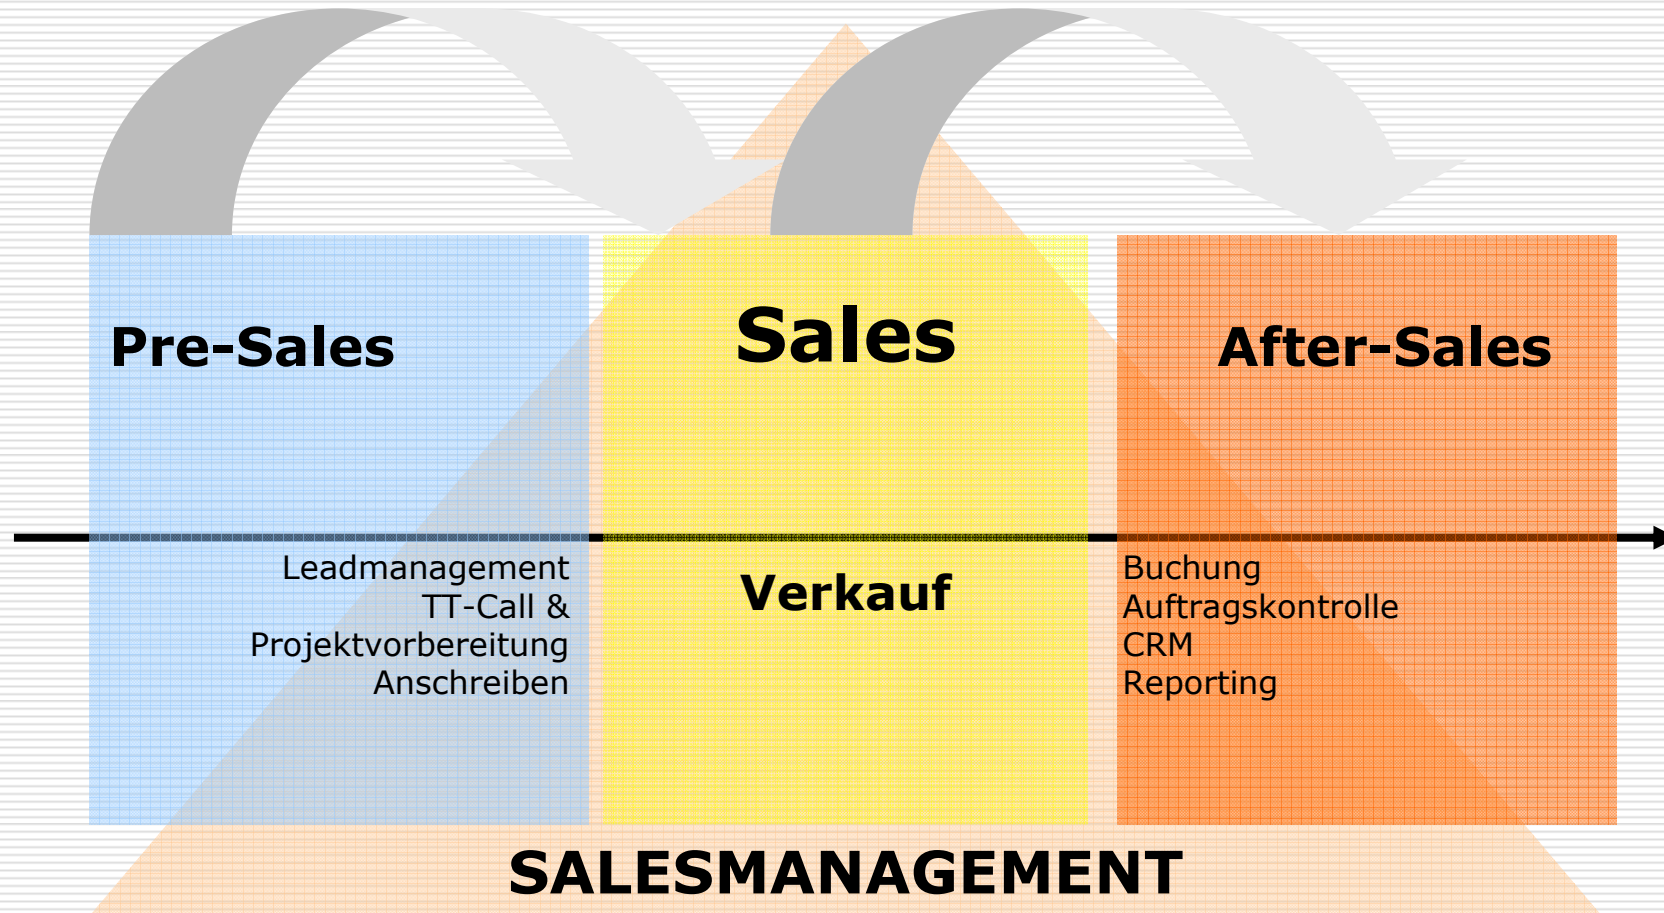 Pre-Sales
Leadmanagement
TT-Call &
Projektvorbereitung
Anschreiben
Sales
Verkauf
After-Sales
Buchung
Auftragskontrolle
CRM
Reporting
SALESMANAGEMENT